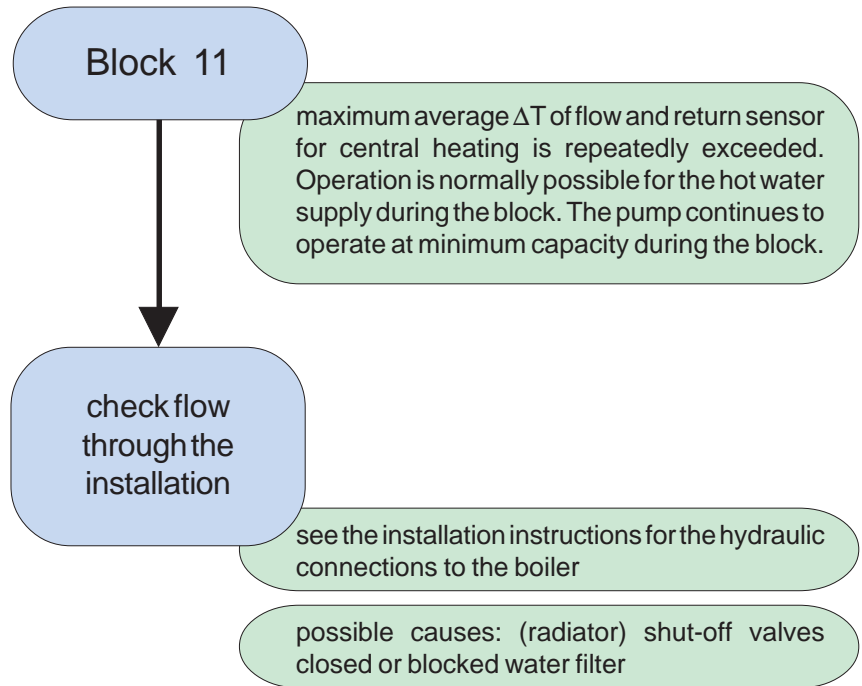 Block 11
maximum average ΔT of flow and return sensor
for central heating is repeatedly exceeded.
Operation is normally possible for the hot water
supply during the block. The pump continues to
operate at minimum capacity during the block.
check flow
through the
installation
see the installation instructions for the hydraulic
connections to the boiler
possible causes: (radiator) shut-off valves
closed or blocked water filter